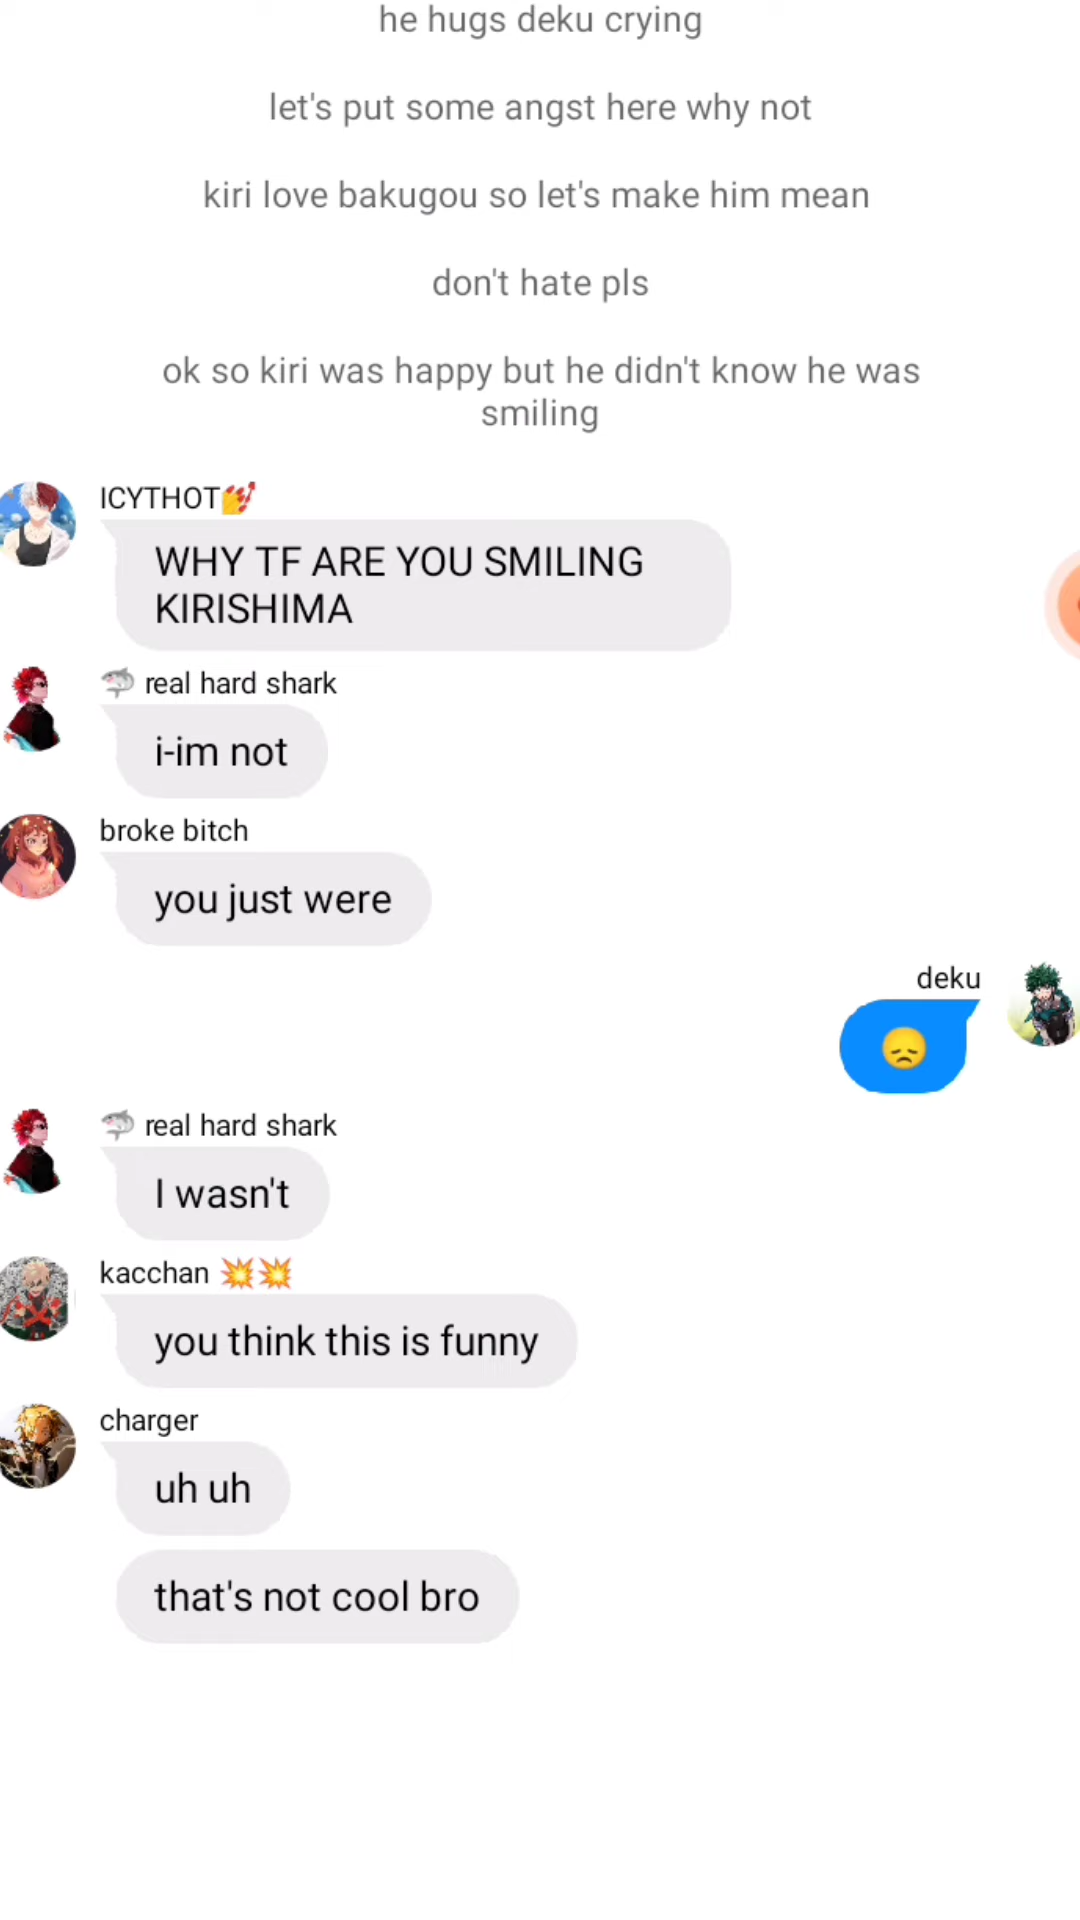 he hugs deku crying
let's put some angst here why not
kiri love bakugou so let's make him mean
don't hate pls
ok so kiri was happy but he didn't know he was
smiling
ICYTHOT💅
WHY TF ARE YOU SMILING
KIRISHIMA
🦈 real hard shark
i-im not
broke bitch
you just were
deku
😞
🦈 real hard shark
I wasn't
kacchan 💥💥
you think this is funny
charger
uh uh
that's not cool bro